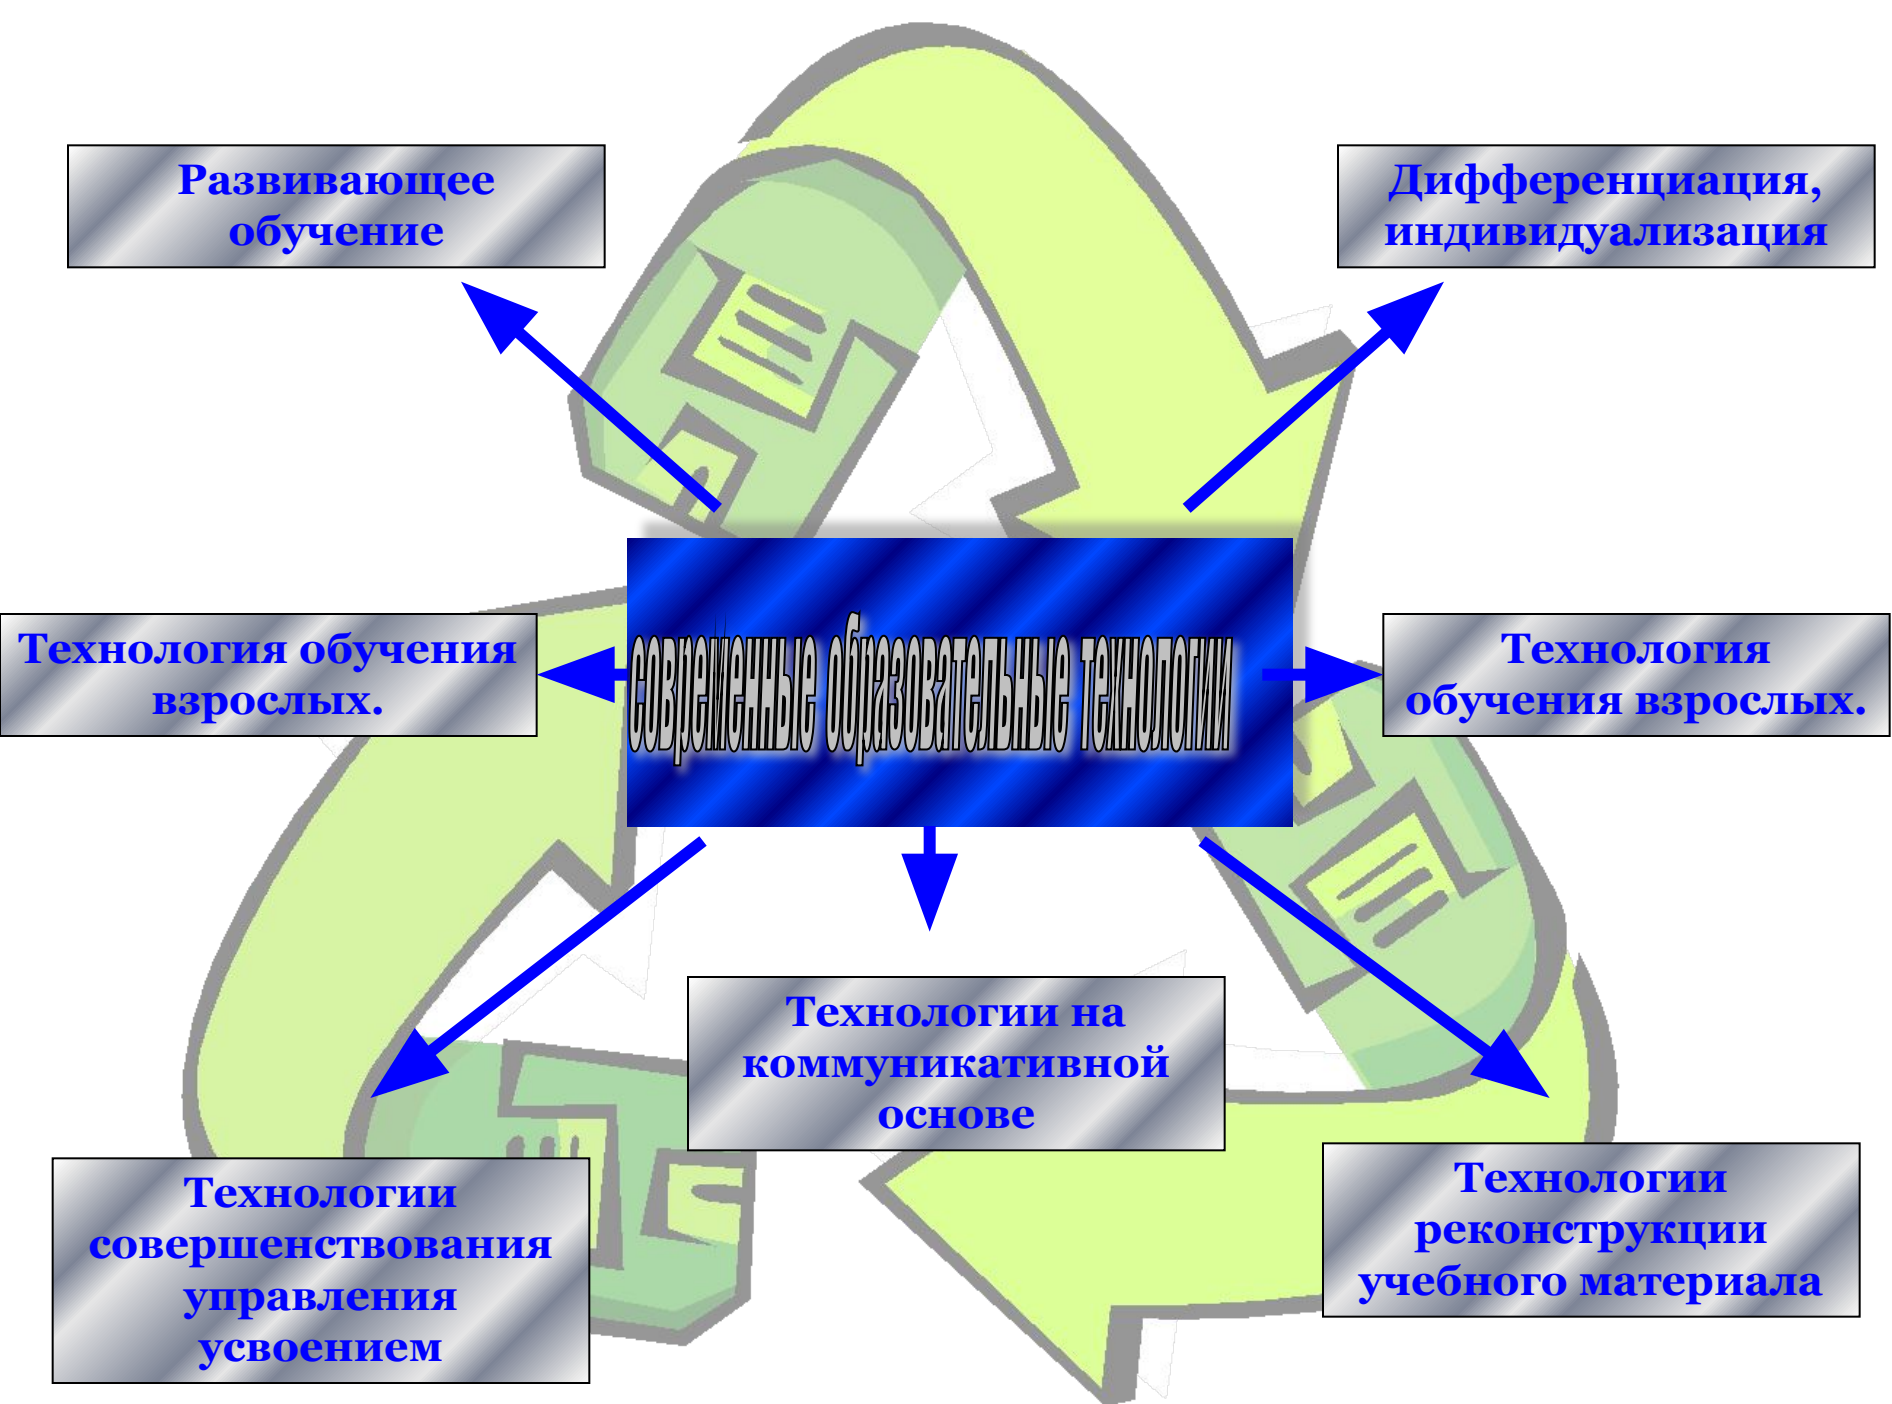 Развивающее
обучение
Дифференциация,
индивидуализация
Технология обучения
взрослых.
современные образовательные технологии
Технология
обучения взрослых.
Технологии на
коммуникативной
основе
Технологии
совершенствования
управления
усвоением
Технологии
реконструкции
учебного материала